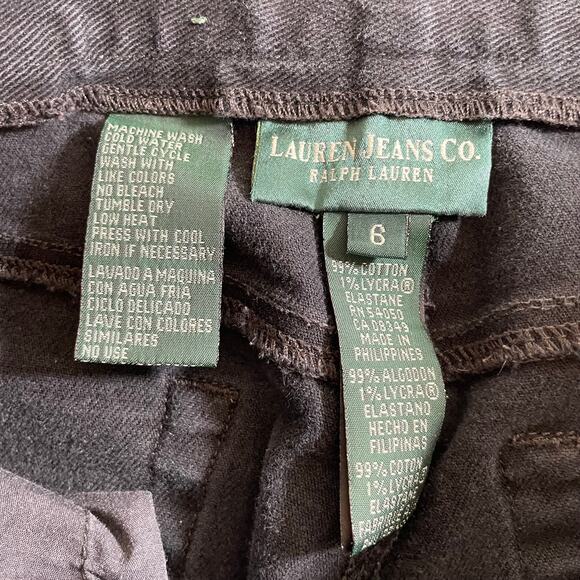 MACHINE WASH
COLD WATER
GENTLE CYCLE
WASH WITH
LIKE COLORS
NO BLEACH
TUMBLE DRY
LOW HEAT
PRESS WITH COOL
IRON IF NECESSARY
LAVADO A MAQUINA
CON AGUA FRIA
CICLO DELICADO
LAVE CON COLORES
SIMILARES
NO USE
LAUREN JEANS CO.
RALPH LAUREN
6
99% COTTON
1% LYCRA®
ELASTANE
RN 54050
CA 08349
MADE IN
PHILIPPINES
99% ALGODON
1% LYCRA®
ELASTANO
HECHO EN
FILIPINAS
99% COTON
1% LYCRA
ELASTANE